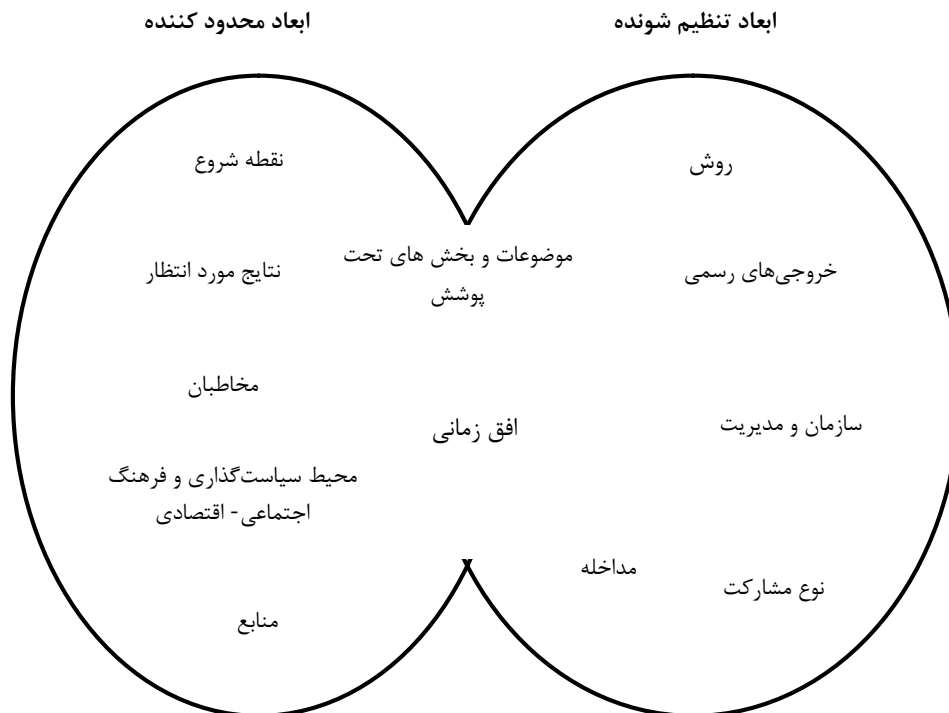 ابعاد تنظیم شونده
ابعاد محدود کننده
روش
نقطه شروع
موضوعات و بخش های تحت
پوشش
خروجی‌های رسمی
نتایج مورد انتظار
مخاطبان
افق زمانی
سازمان و مدیریت
محیط سیاست‌گذاری و فرهنگ
اجتماعی- اقتصادی
مداخله
نوع مشارکت
منابع